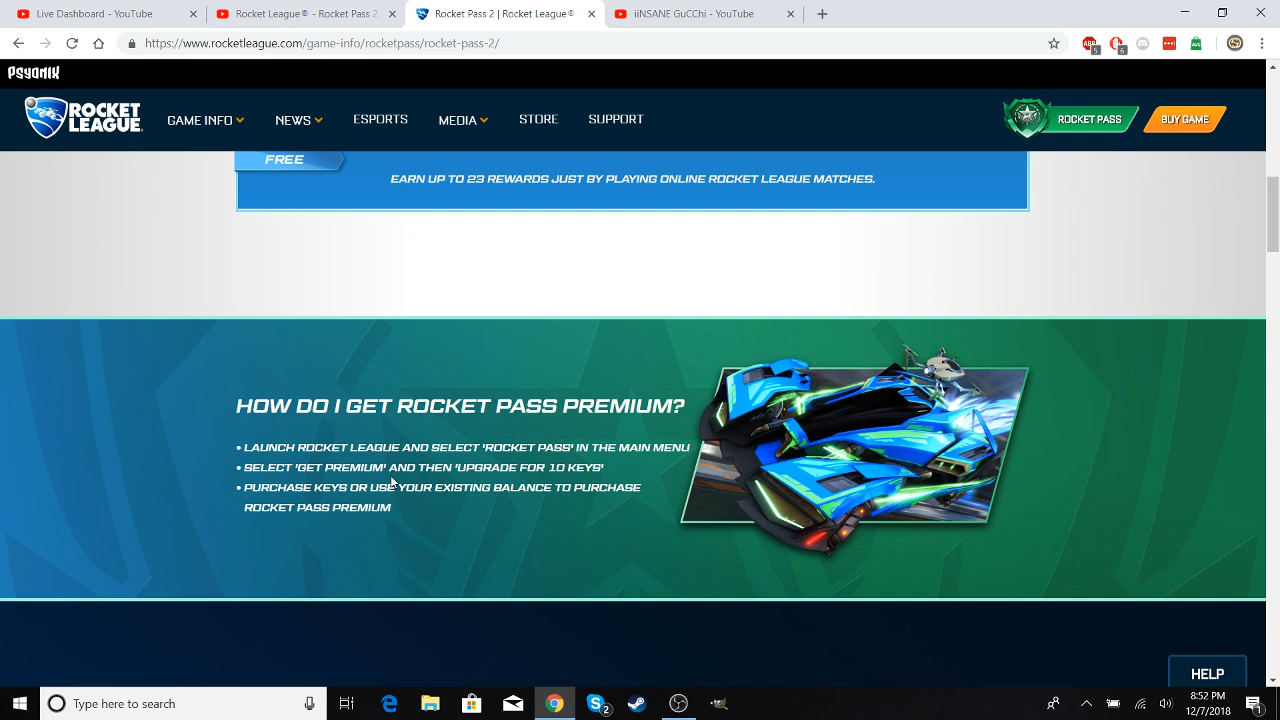 Live Dashboard - YouTube
Rocket League® - Rocket Pass 2
Rocket Pass 2 | Rocket League®
iiNSANE GuCChi - YouTube
https://www.rocketleague.com/game-info/rocketpass/rocket-pass-2/
ABP 5
6
PSYONIX
ROCKET LEAGUE
GAME INFO
NEWS
ESPORTS
MEDIA
STORE
SUPPORT
ROCKET PASS
BUY GAME
FREE
EARN UP TO 23 REWARDS JUST BY PLAYING ONLINE ROCKET LEAGUE MATCHES.
HOW DO I GET ROCKET PASS PREMIUM?
• LAUNCH ROCKET LEAGUE AND SELECT 'ROCKET PASS' IN THE MAIN MENU
• SELECT 'GET PREMIUM' AND THEN 'UPGRADE FOR 10 KEYS'
• PURCHASE KEYS OR USE YOUR EXISTING BALANCE TO PURCHASE
ROCKET PASS PREMIUM
HELP
Type here to search
2
8:52 PM
12/7/2018
1